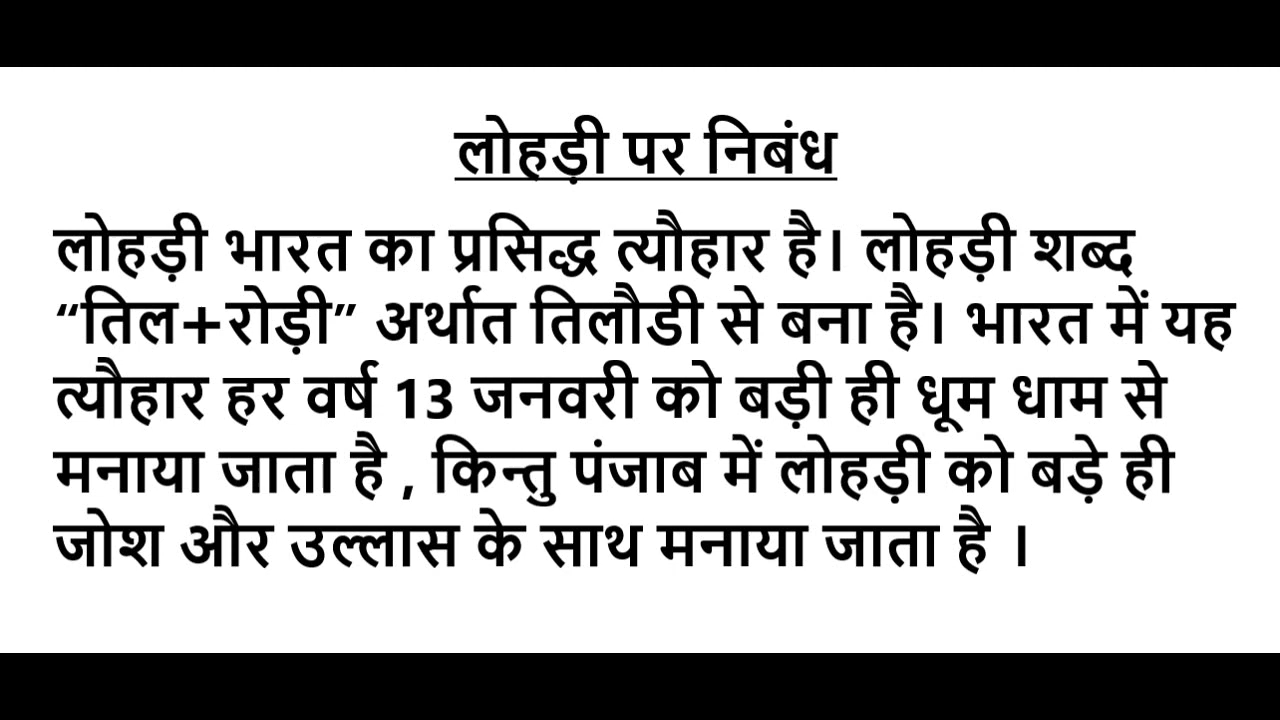 लोहड़ी पर निबंध
लोहड़ी भारत का प्रसिद्ध त्यौहार है। लोहड़ी शब्द
“तिल+रोड़ी” अर्थात तिलौडी से बना है। भारत में यह
त्यौहार हर वर्ष 13 जनवरी को बड़ी ही धूम धाम से
मनाया जाता है , किन्तु पंजाब में लोहड़ी को बड़े ही
जोश और उल्लास के साथ मनाया जाता है ।